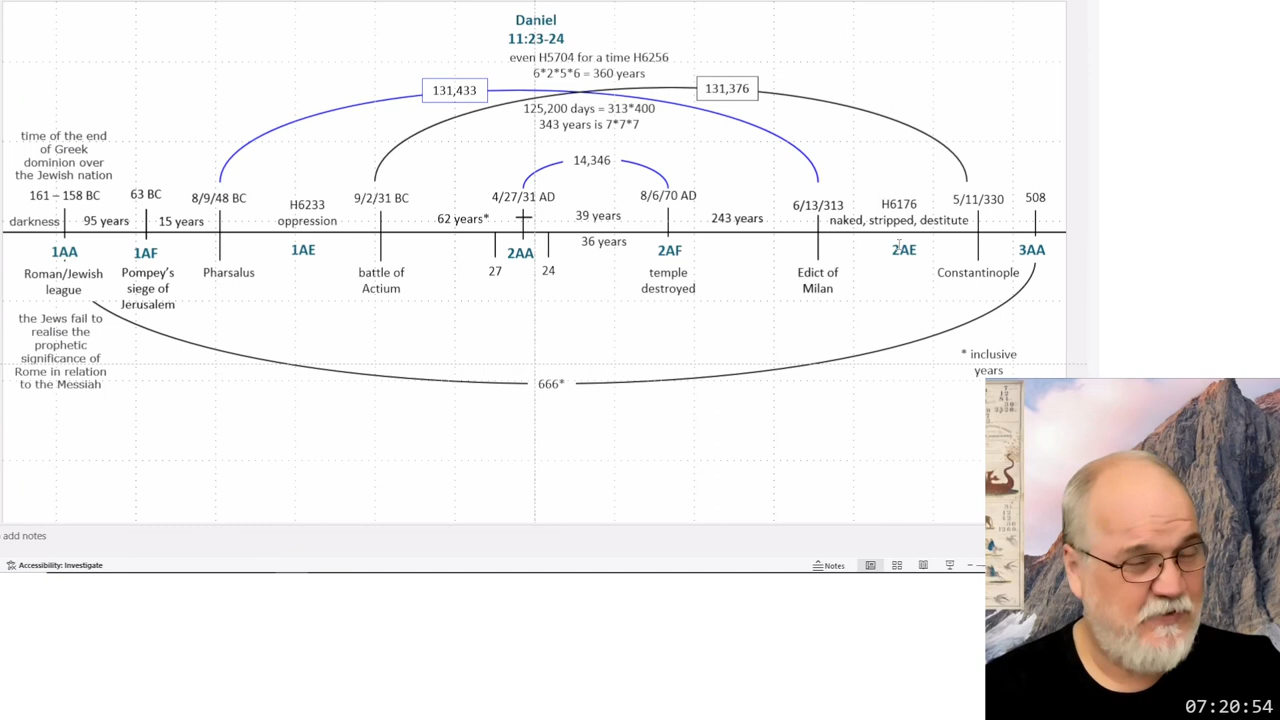 Daniel
11:23-24
even H5704 for a time H6256
6*2*5*6 = 360 years
131,433
131,376
125,200 days = 313*400
343 years is 7*7*7
14,346
time of the end
of Greek
dominion over
the Jewish nation
161 – 158 BC
63 BC
8/9/48 BC
9/2/31 BC
4/27/31 AD
8/6/70 AD
6/13/313
5/11/330
508
darkness
95 years
15 years
H6233
oppression
62 years*
39 years
243 years
H6176
naked, stripped, destitute
36 years
1AA
1AF
1AE
2AA
2AF
2AE
3AA
27
24
Roman/Jewish
league
Pompey's
siege of
Jerusalem
Pharsalus
battle of
Actium
temple
destroyed
Edict of
Milan
Constantinople
the Jews fail to
realise the
prophetic
significance of
Rome in relation
to the Messiah
666*
* inclusive
years
add notes
Accessibility: Investigate
Notes
07:20:54